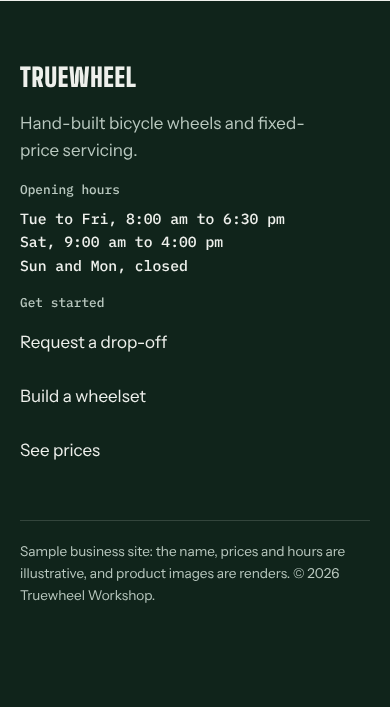 TRUEWHEEL
Hand-built bicycle wheels and fixed-
price servicing.
Opening hours
Tue to Fri, 8:00 am to 6:30 pm
Sat, 9:00 am to 4:00 pm
Sun and Mon, closed
Get started
Request a drop-off
Build a wheelset
See prices
Sample business site: the name, prices and hours are
illustrative, and product images are renders. © 2026
Truewheel Workshop.